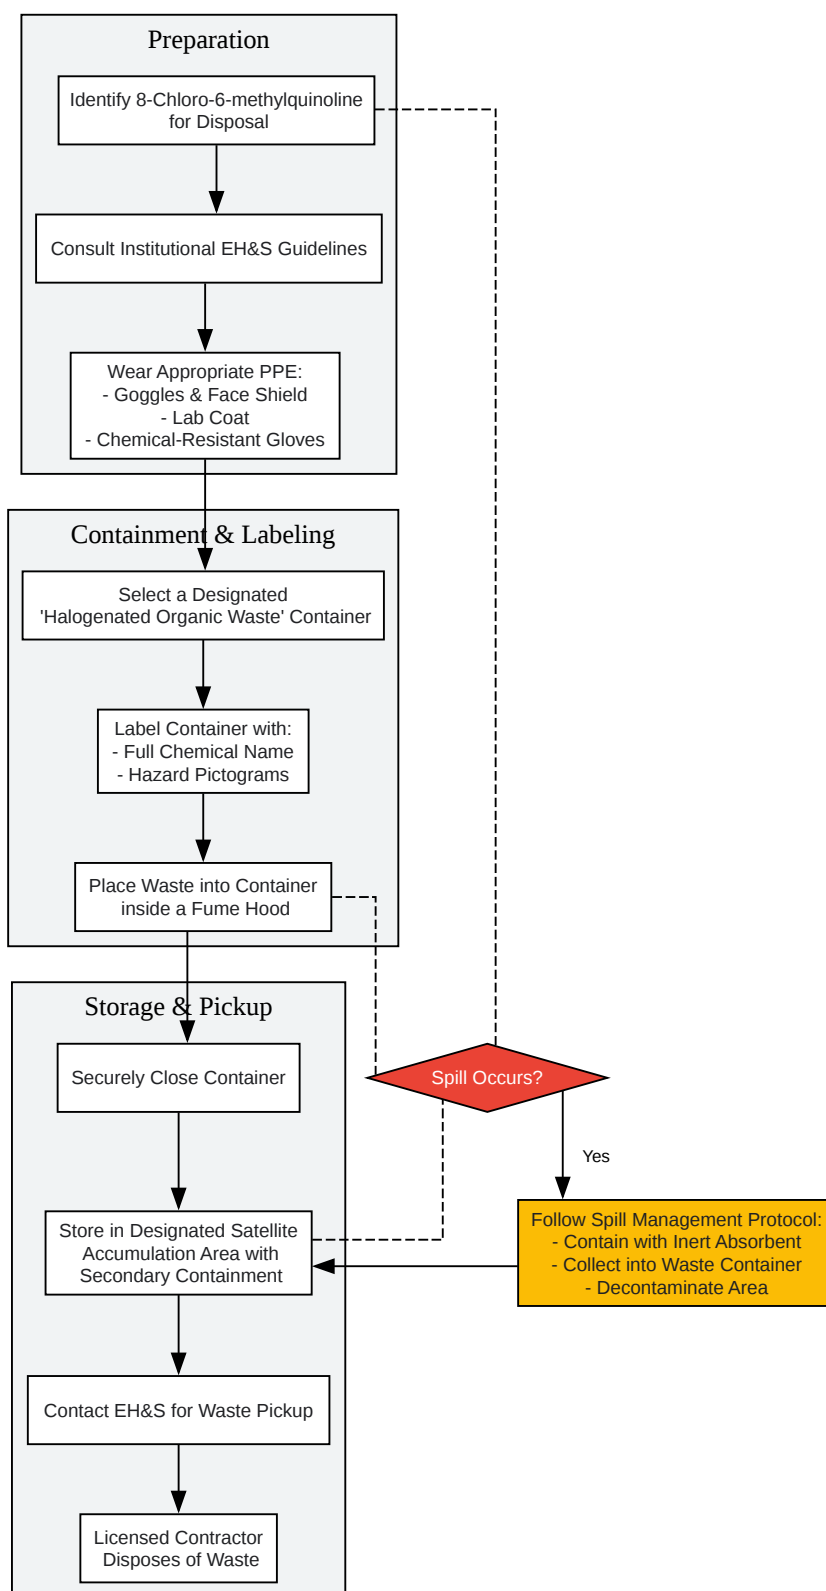 Preparation
Identify 8-Chloro-6-methylquinoline
for Disposal
Consult Institutional EH&S Guidelines
Wear Appropriate PPE:
- Goggles & Face Shield
- Lab Coat
- Chemical-Resistant Gloves
Containment & Labeling
Select a Designated
'Halogenated Organic Waste' Container
Label Container with:
- Full Chemical Name
- Hazard Pictograms
Place Waste into Container
inside a Fume Hood
Storage & Pickup
Securely Close Container
Spill Occurs?
Yes
Store in Designated Satellite
Accumulation Area with
Secondary Containment
Follow Spill Management Protocol:
- Contain with Inert Absorbent
- Collect into Waste Container
- Decontaminate Area
Contact EH&S for Waste Pickup
Licensed Contractor
Disposes of Waste